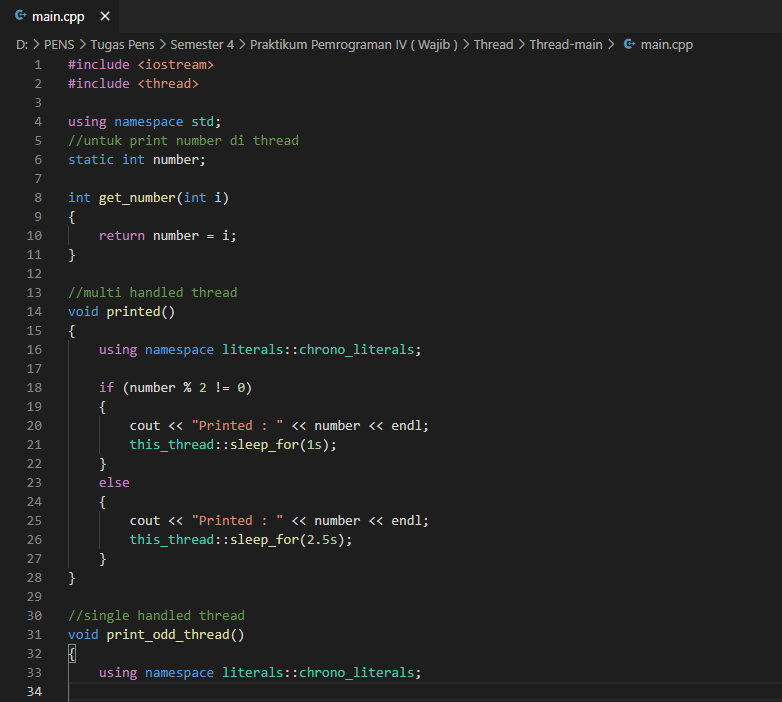 main.cpp
D: > PENS > Tugas Pens > Semester 4 > Praktikum Pemrograman IV ( Wajib ) > Thread > Thread-main > main.cpp
1 #include <iostream>
2 #include <thread>
3
4 using namespace std;
5 //untuk print number di thread
6 static int number;
7
8 int get_number(int i)
9 {
10     return number = i;
11 }
12
13 //multi handled thread
14 void printed()
15 {
16     using namespace literals::chrono_literals;
17
18     if (number % 2 != 0)
19     {
20         cout << "Printed : " << number << endl;
21         this_thread::sleep_for(1s);
22     }
23     else
24     {
25         cout << "Printed : " << number << endl;
26         this_thread::sleep_for(2.5s);
27     }
28 }
29
30 //single handled thread
31 void print_odd_thread()
32 {
33     using namespace literals::chrono_literals;
34